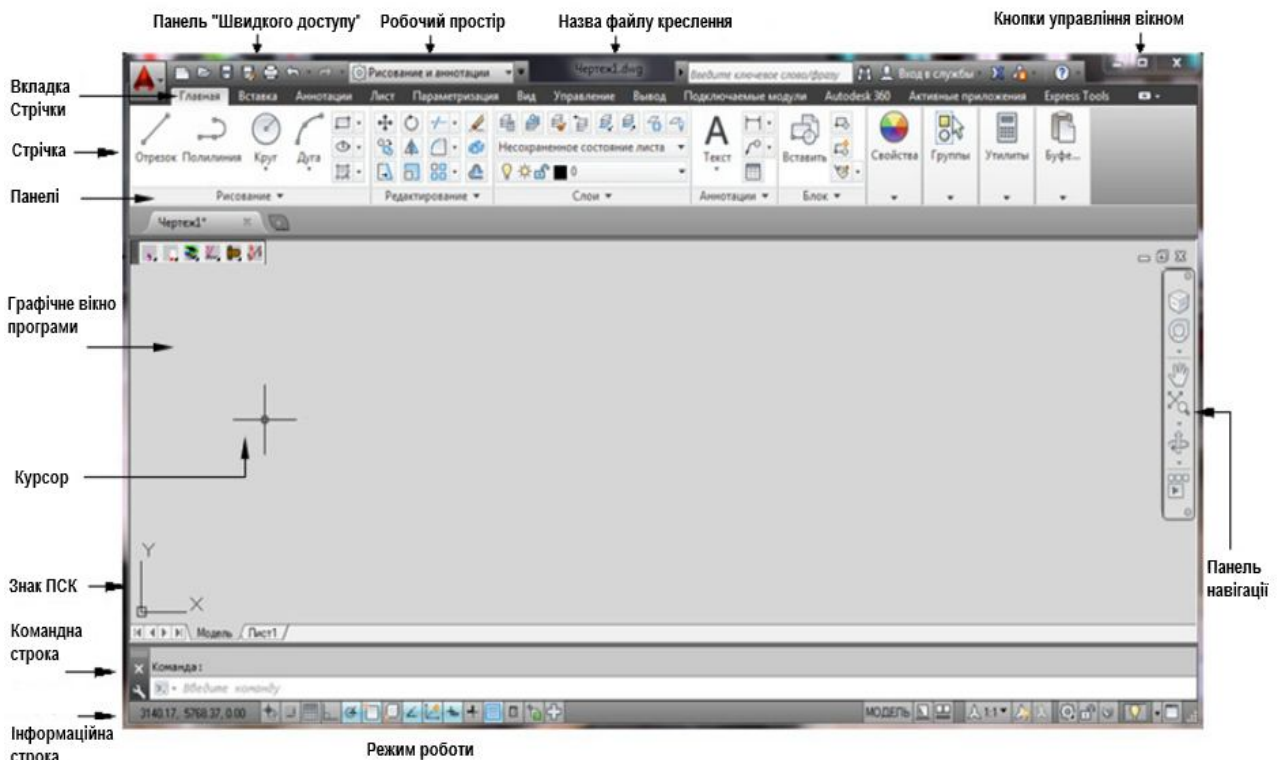 Панель "Швидкого доступу" Робочий простір Назва файлу креслення Кнопки управління вікном
Вкладка
Стрічки
Рисование и аннотации
Чертеж1.dwg
Введите ключевое слово/фразу
Вход в службы
Главная Вставка Аннотации Лист Параметризация Вид Управление Вывод Подключаемые модули Autodesk 360 Активные приложения Express Tools
Стрічка
Отрезок Полилиния Круг Дуга
Несохраненное состояние листа
0
Текст
Вставить
Свойства Группы Утилиты Буфе...
Панелі
Рисование Редактирование Слои Аннотации Блок
Чертеж1*
Графічне вікно
програми
Курсор
Y
X
Знак ПСК
Панель
навігації
Модель Лист1
Командна
строка
Команда:
Введите команду
3140.17, 5768.37, 0.00
МОДЕЛЬ
1:1
Інформаційна
строка
Режим роботи